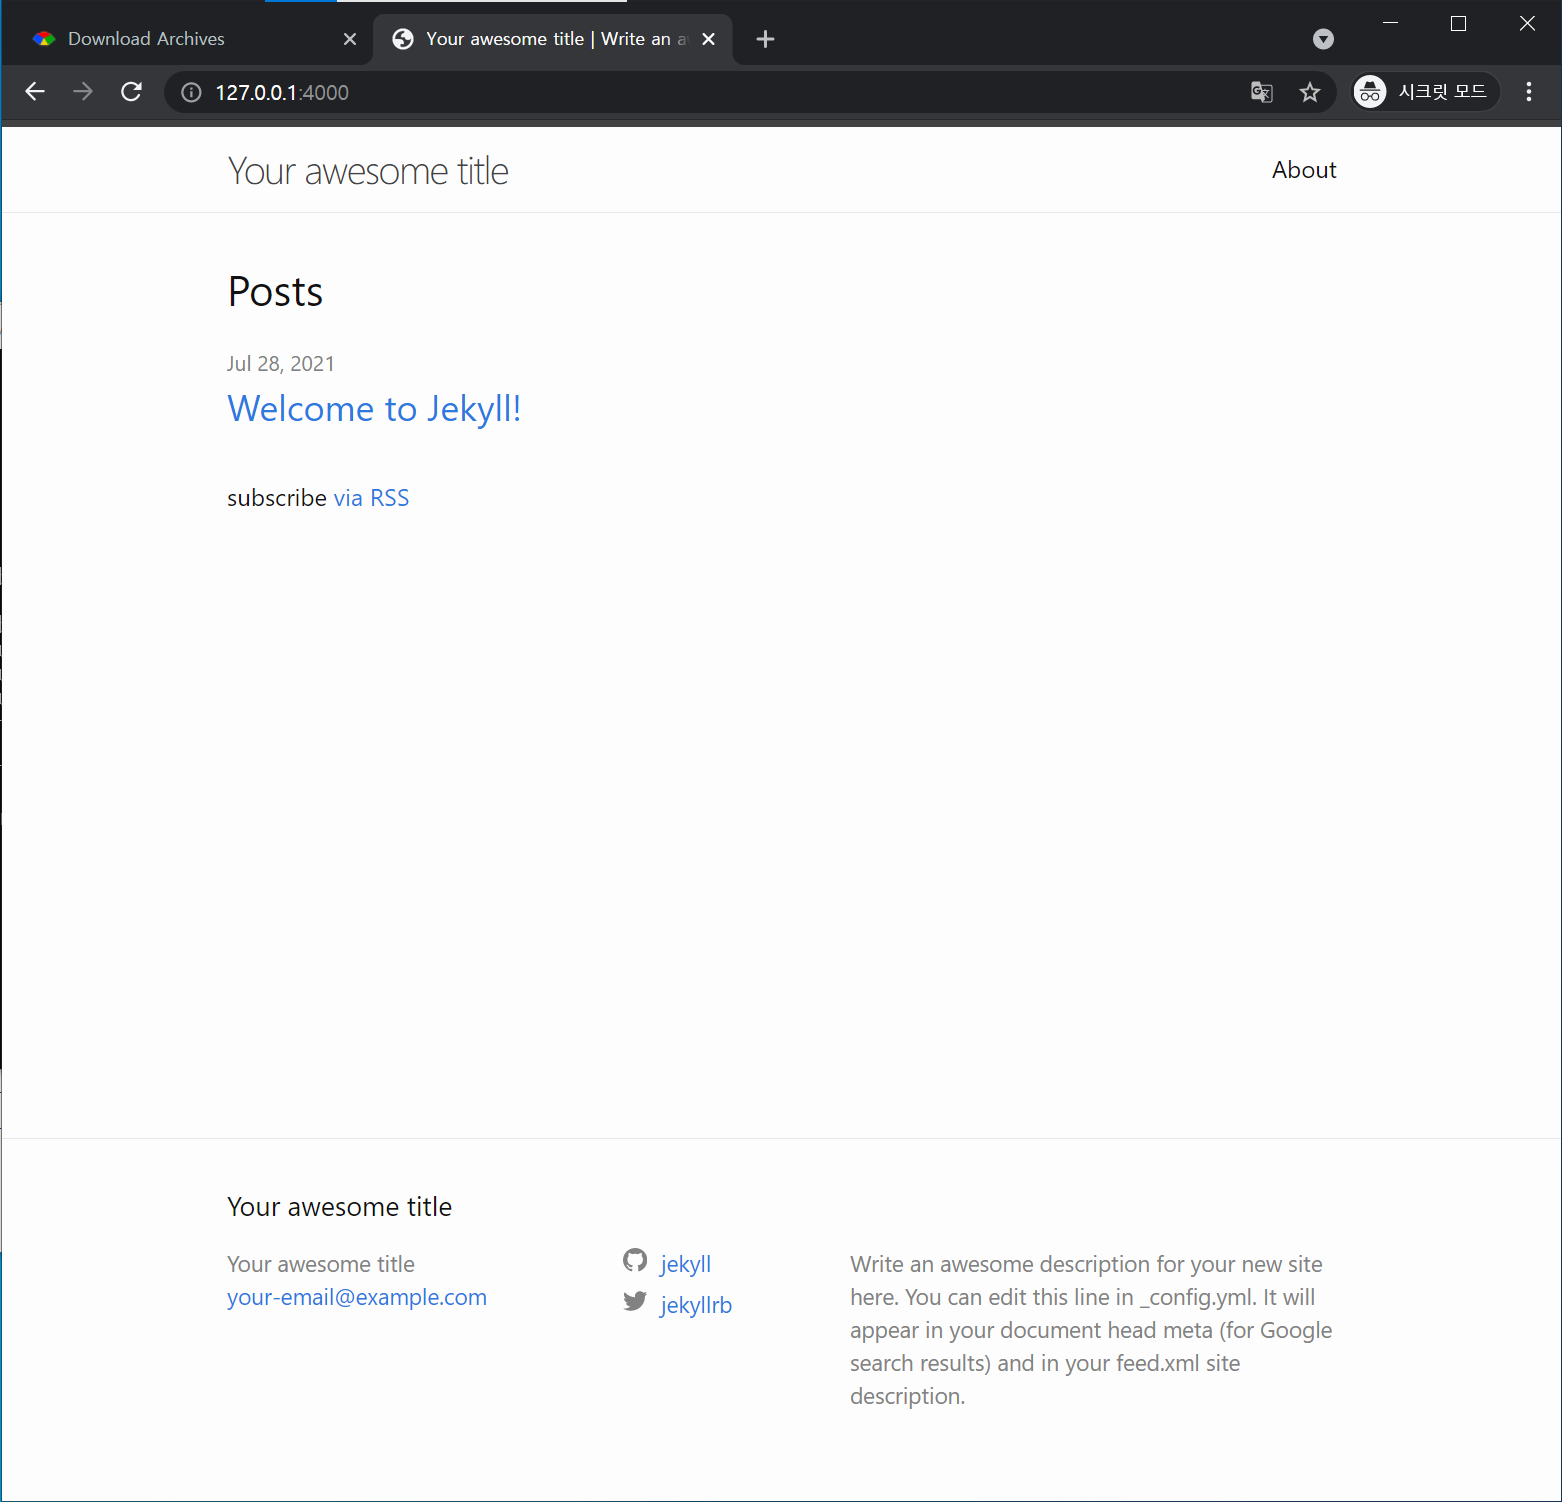 Download Archives
Your awesome title | Write an a
127.0.0.1:4000
시크릿 모드
Your awesome title
About
Posts
Jul 28, 2021
Welcome to Jekyll!
subscribe via RSS
Your awesome title
Your awesome title
your-email@example.com
jekyll
jekyllrb
Write an awesome description for your new site
here. You can edit this line in _config.yml. It will
appear in your document head meta (for Google
search results) and in your feed.xml site
description.